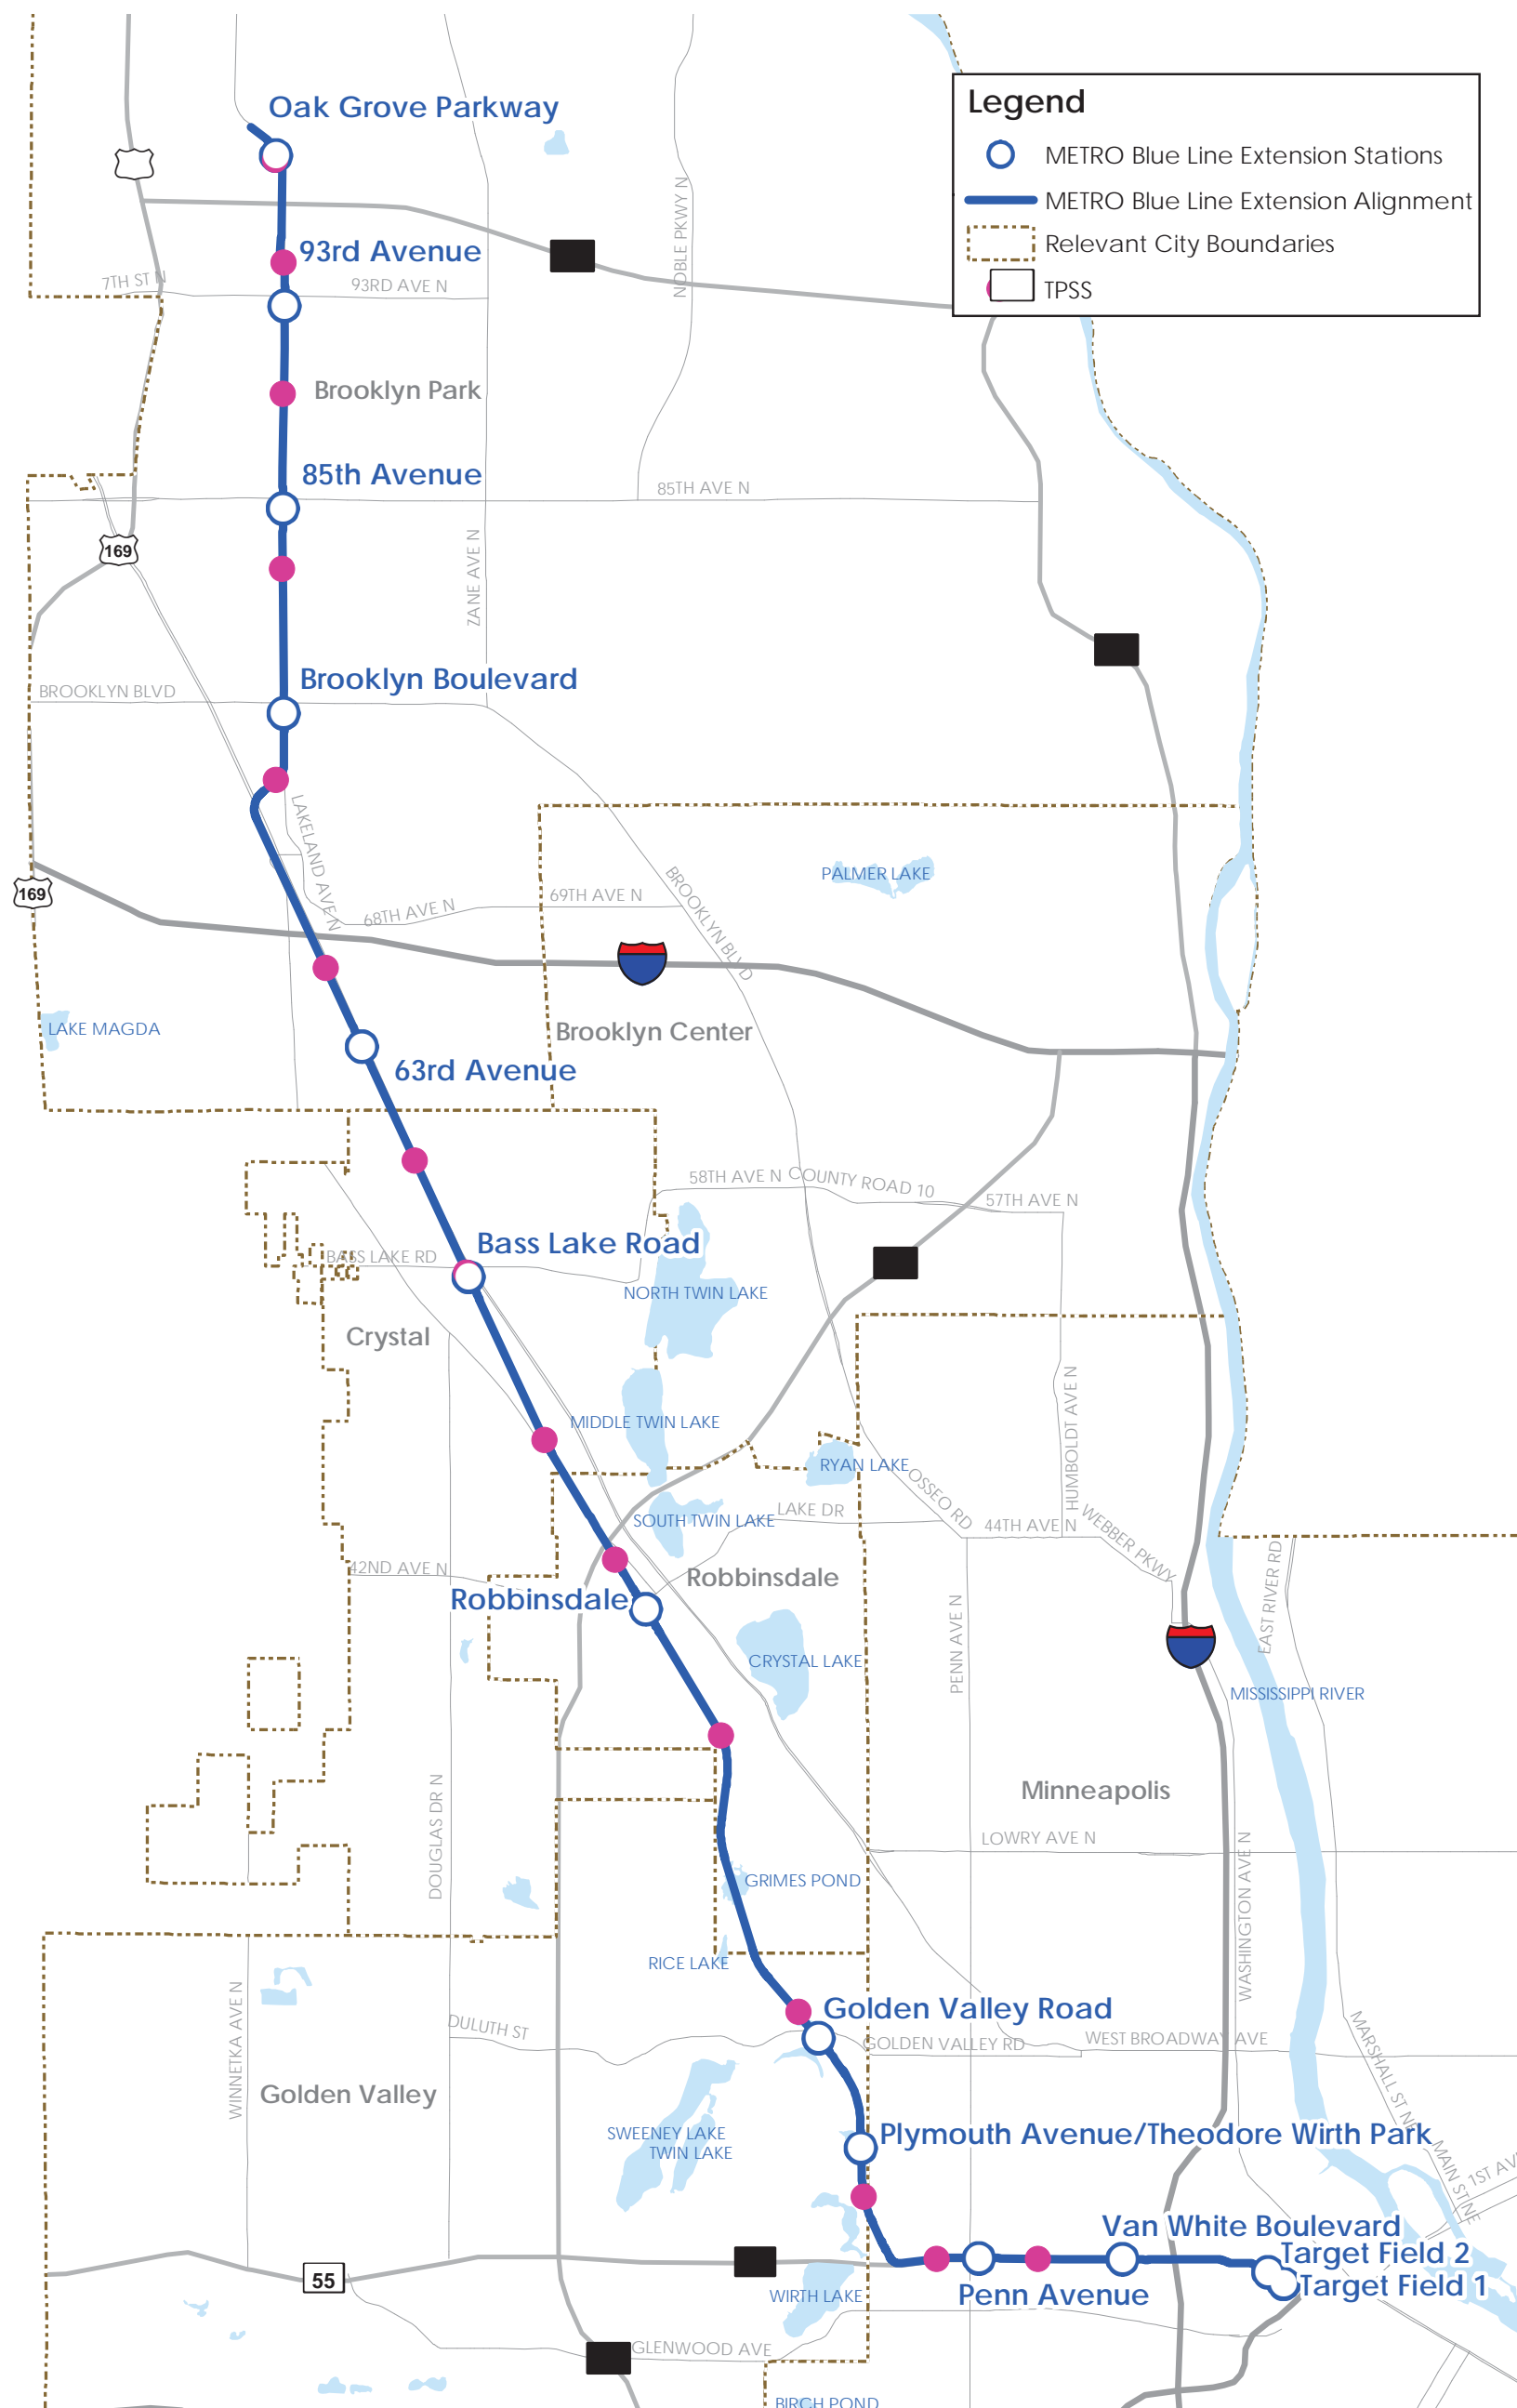 Oak Grove Parkway
Legend
METRO Blue Line Extension Stations
METRO Blue Line Extension Alignment
Relevant City Boundaries
TPSS
NOBLE PKWY N
93rd Avenue
7TH ST N
93RD AVE N
Brooklyn Park
85th Avenue
85TH AVE N
169
ZANE AVE N
Brooklyn Boulevard
BROOKLYN BLVD
LAKELAND AVE N
PALMER LAKE
169
68TH AVE N
69TH AVE N
BROOKLYN BLVD
LAKE MAGDA
Brooklyn Center
63rd Avenue
58TH AVE N
COUNTY ROAD 10
57TH AVE N
Bass Lake Road
BASS LAKE RD
NORTH TWIN LAKE
Crystal
HUMBOLDT AVE N
MIDDLE TWIN LAKE
RYAN LAKE
OSSEO RD
LAKE DR
SOUTH TWIN LAKE
44TH AVE N
WEBBER PKWY
42ND AVE N
Robbinsdale
Robbinsdale
EAST RIVER RD
PENN AVE N
CRYSTAL LAKE
MISSISSIPPI RIVER
Minneapolis
DOUGLAS DR N
LOWRY AVE N
GRIMES POND
WASHINGTON AVE N
RICE LAKE
WINNETKA AVE N
Golden Valley Road
DULUTH ST
GOLDEN VALLEY RD
WEST BROADWAY AVE
MARSHALL ST NE
Golden Valley
SWEENEY LAKE
TWIN LAKE
Plymouth Avenue/Theodore Wirth Park
MAIN ST NE
1ST AV
Van White Boulevard
Target Field 2
55
WIRTH LAKE
Penn Avenue
Target Field 1
GLENWOOD AVE
BIRCH POND